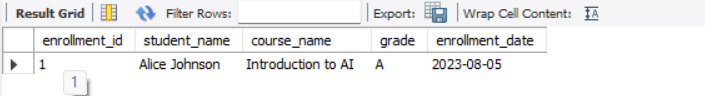 Result Grid Filter Rows: Export: Wrap Cell Content: IA
enrollment_id student_name course_name grade enrollment_date
1 Alice Johnson Introduction to AI A 2023-08-05
1